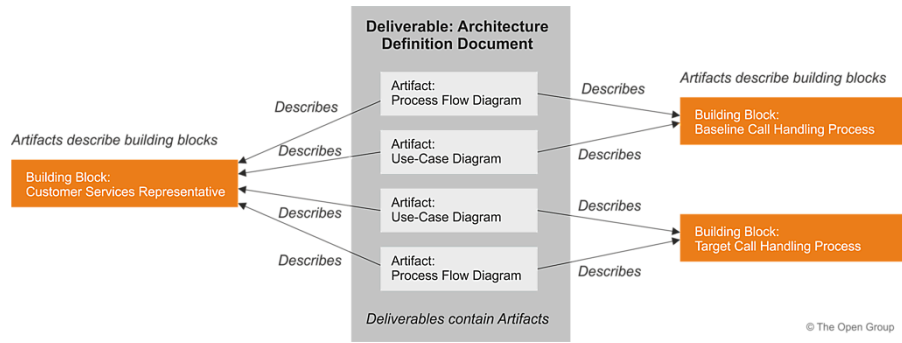 Deliverable: Architecture
Definition Document
Artifacts describe building blocks
Building Block:
Customer Services Representative
Describes
Describes
Describes
Describes
Artifact:
Process Flow Diagram
Artifact:
Use-Case Diagram
Artifact:
Use-Case Diagram
Artifact:
Process Flow Diagram
Deliverables contain Artifacts
Describes
Describes
Describes
Describes
Artifacts describe building blocks
Building Block:
Baseline Call Handling Process
Building Block:
Target Call Handling Process
© The Open Group